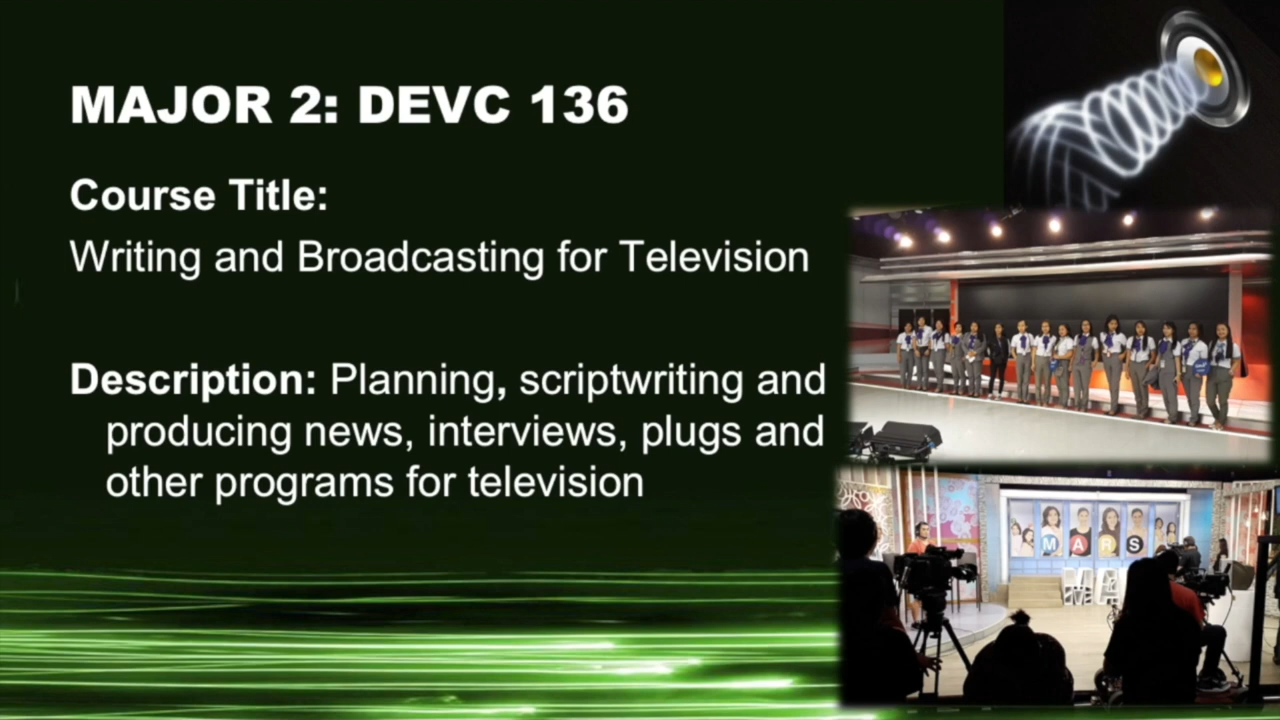 MAJOR 2: DEVC 136
Course Title:
Writing and Broadcasting for Television
Description: Planning, scriptwriting and
producing news, interviews, plugs and
other programs for television
M A R S